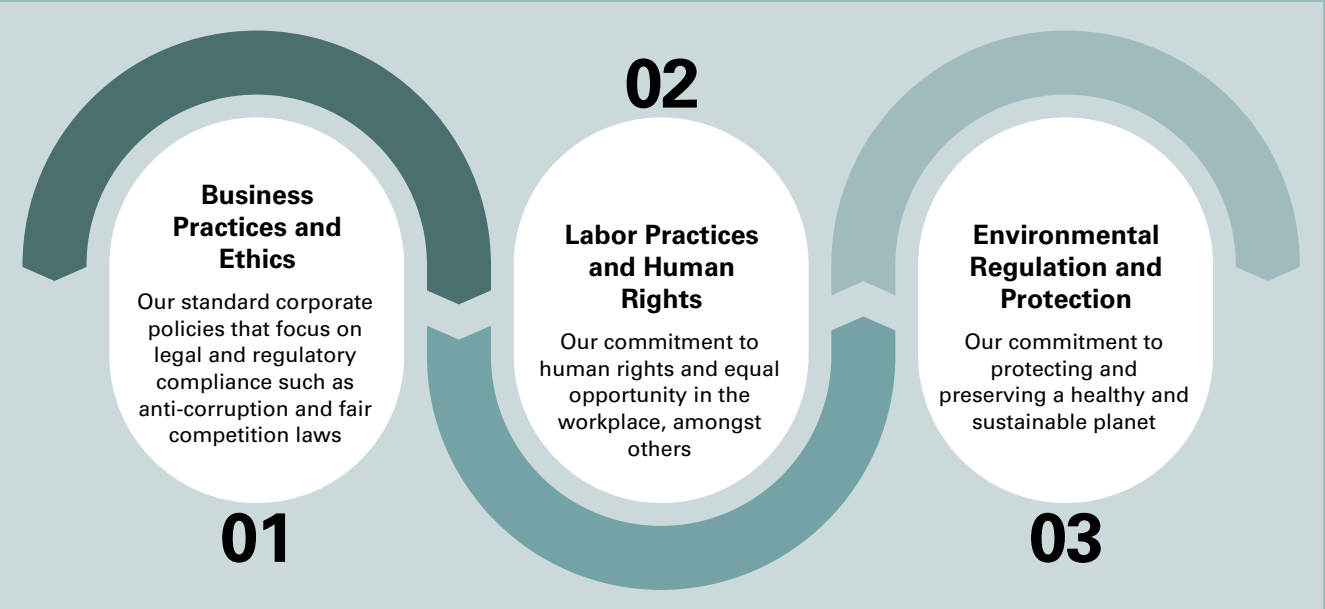 Business
Practices and
Ethics
Our standard corporate
policies that focus on
legal and regulatory
compliance such as
anti-corruption and fair
competition laws
01
02
Labor Practices
and Human
Rights
Our commitment to
human rights and equal
opportunity in the
workplace, amongst
others
Environmental
Regulation and
Protection
Our commitment to
protecting and
preserving a healthy and
sustainable planet
03